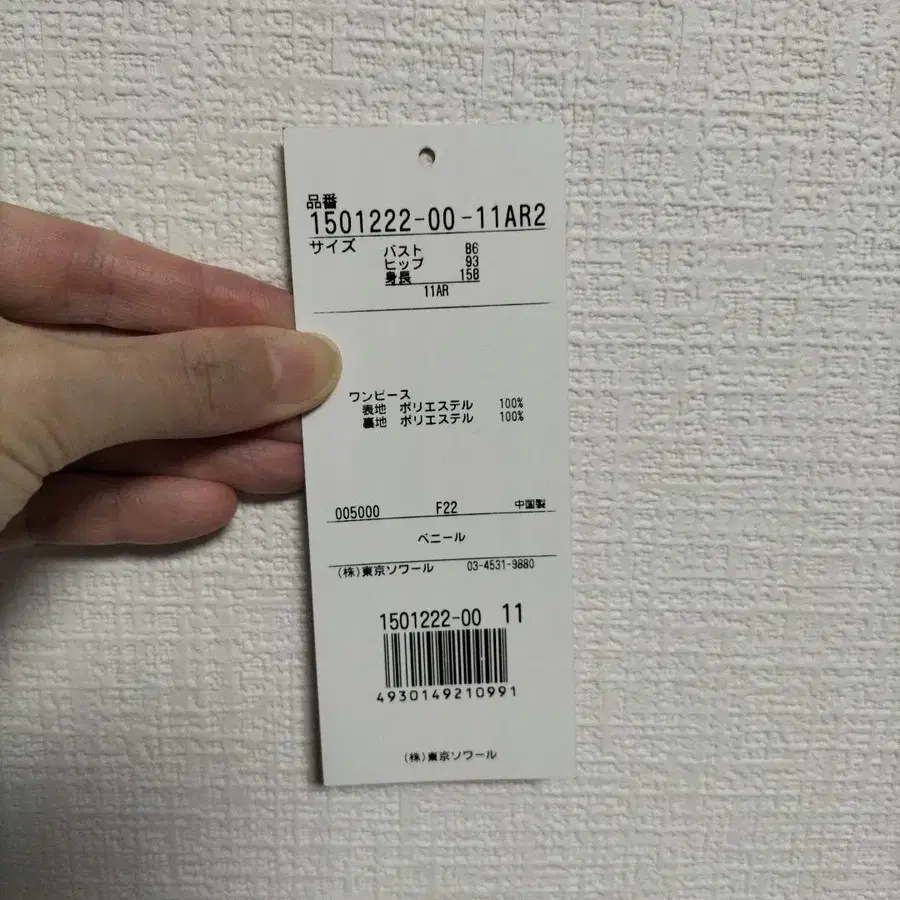 品番
1501222-00-11AR2
サイズ
バスト 86
ヒップ 93
身長 158
11AR
ワンピース
表地 ポリエステル 100%
裏地 ポリエステル 100%
005000 F22 中国製
ベニール
(株)東京ソワール 03-4531-9880
1501222-00 11
4930149210991
(株)東京ソワール